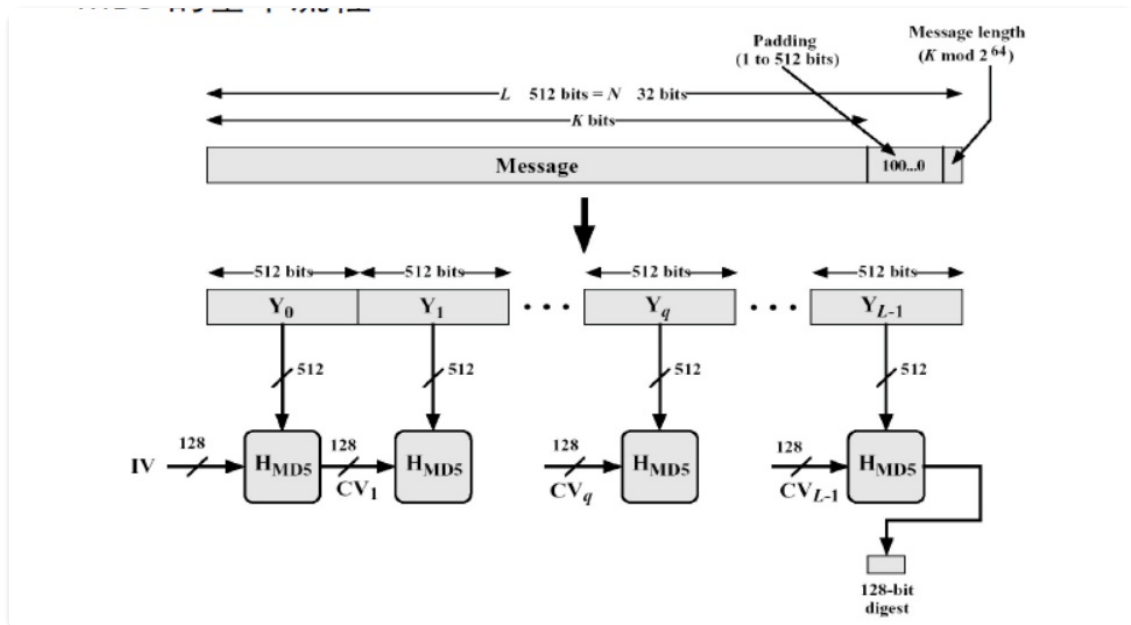 Padding
(1 to 512 bits)
Message length
(K mod 2^64)
L 512 bits = N 32 bits
K bits
Message
100...0
512 bits
512 bits
512 bits
512 bits
Y0
Y1
• • •
Yq
• • •
YL-1
512
512
512
512
IV
128
HMD5
128
CV1
HMD5
128
CVq
HMD5
128
CVL-1
HMD5
128-bit
digest